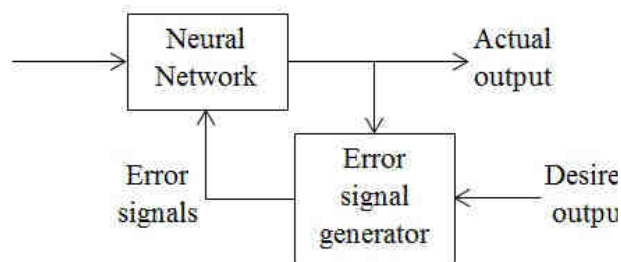 Neural
Network
Actual
output
Error
signals
Error
signal
generator
Desire
outpu